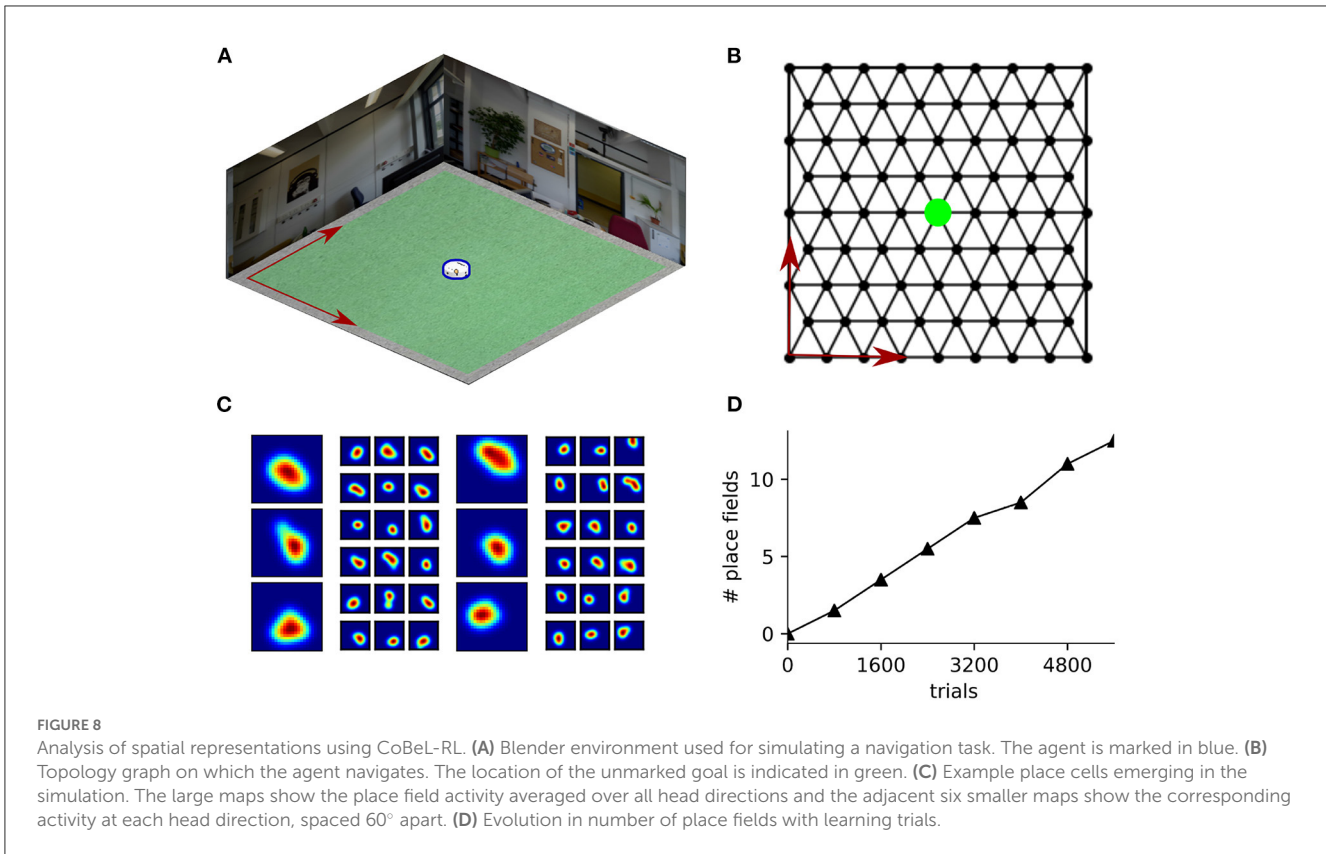 A
B
C
D
# place fields
10
5
0
0
1600
3200
4800
trials
FIGURE 8
Analysis of spatial representations using CoBeL-RL. (A) Blender environment used for simulating a navigation task. The agent is marked in blue. (B)
Topology graph on which the agent navigates. The location of the unmarked goal is indicated in green. (C) Example place cells emerging in the
simulation. The large maps show the place field activity averaged over all head directions and the adjacent six smaller maps show the corresponding
activity at each head direction, spaced 60° apart. (D) Evolution in number of place fields with learning trials.